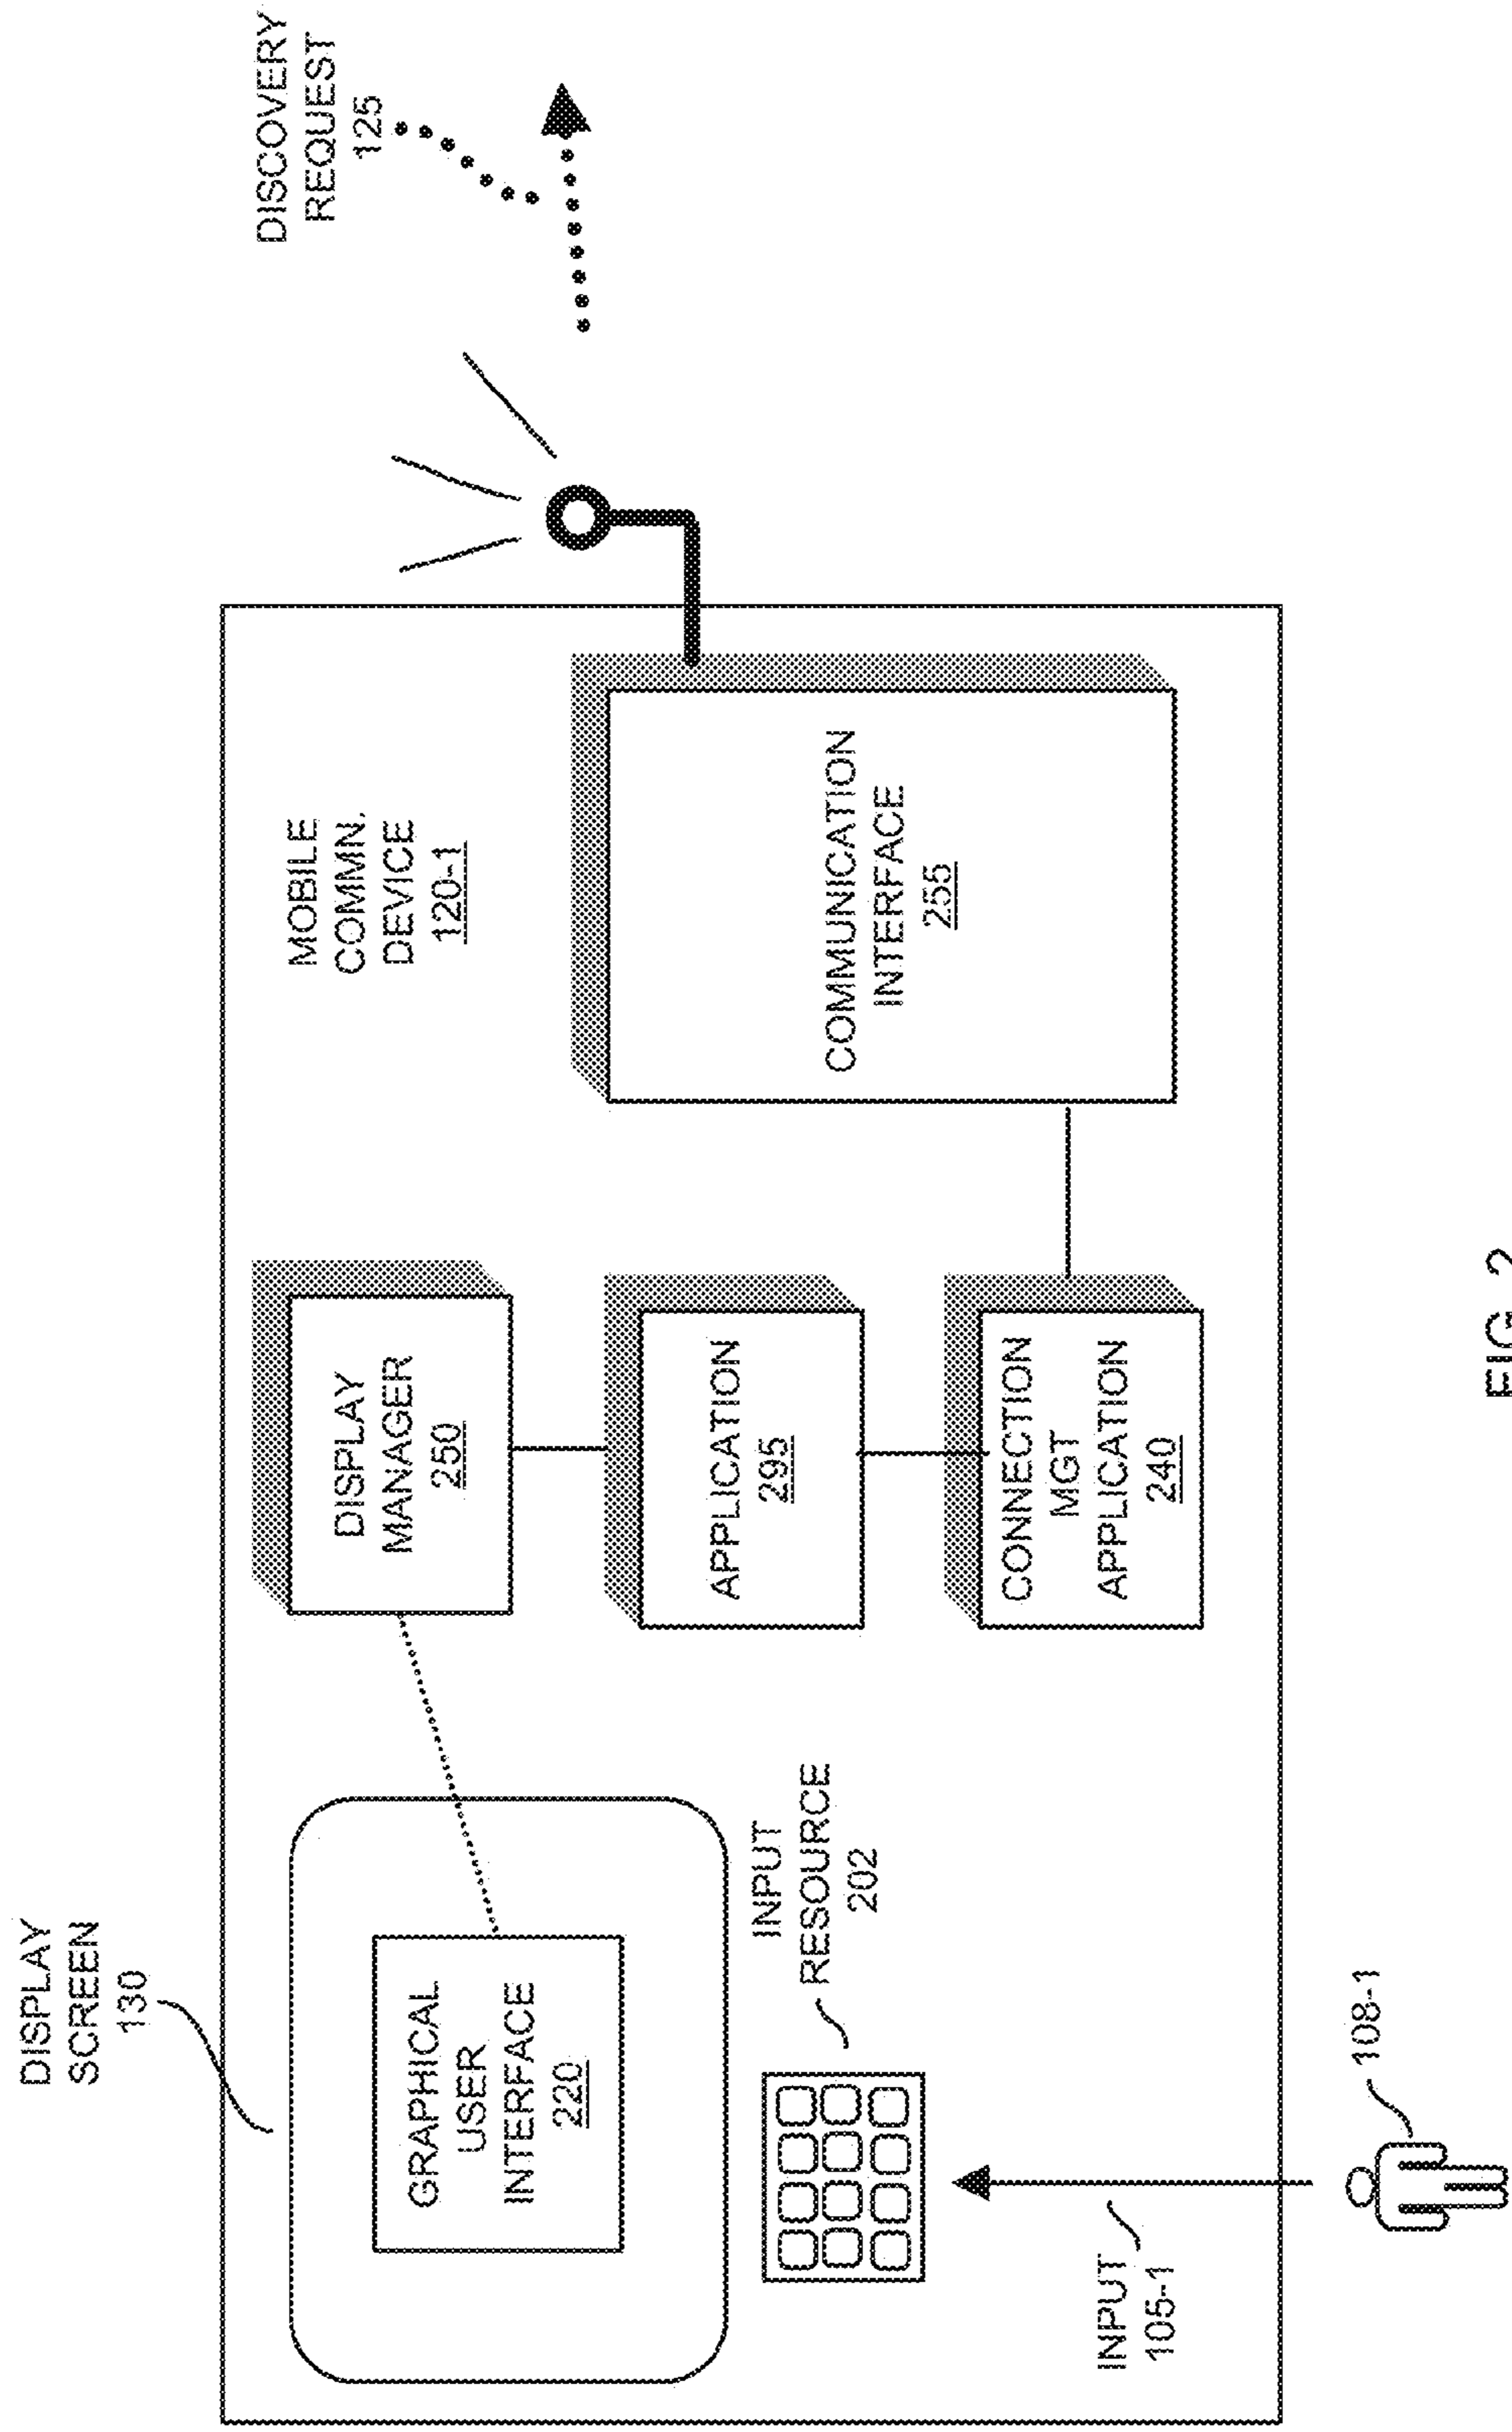 DISPLAY
SCREEN
130
DISCOVERY
REQUEST
125
MOBILE
COMMN.
DEVICE
120-1
GRAPHICAL
USER
INTERFACE
220
DISPLAY
MANAGER
250
APPLICATION
295
CONNECTION
MGT
APPLICATION
240
COMMUNICATION
INTERFACE
255
INPUT
RESOURCE
202
INPUT
105-1
108-1
FIG. 2